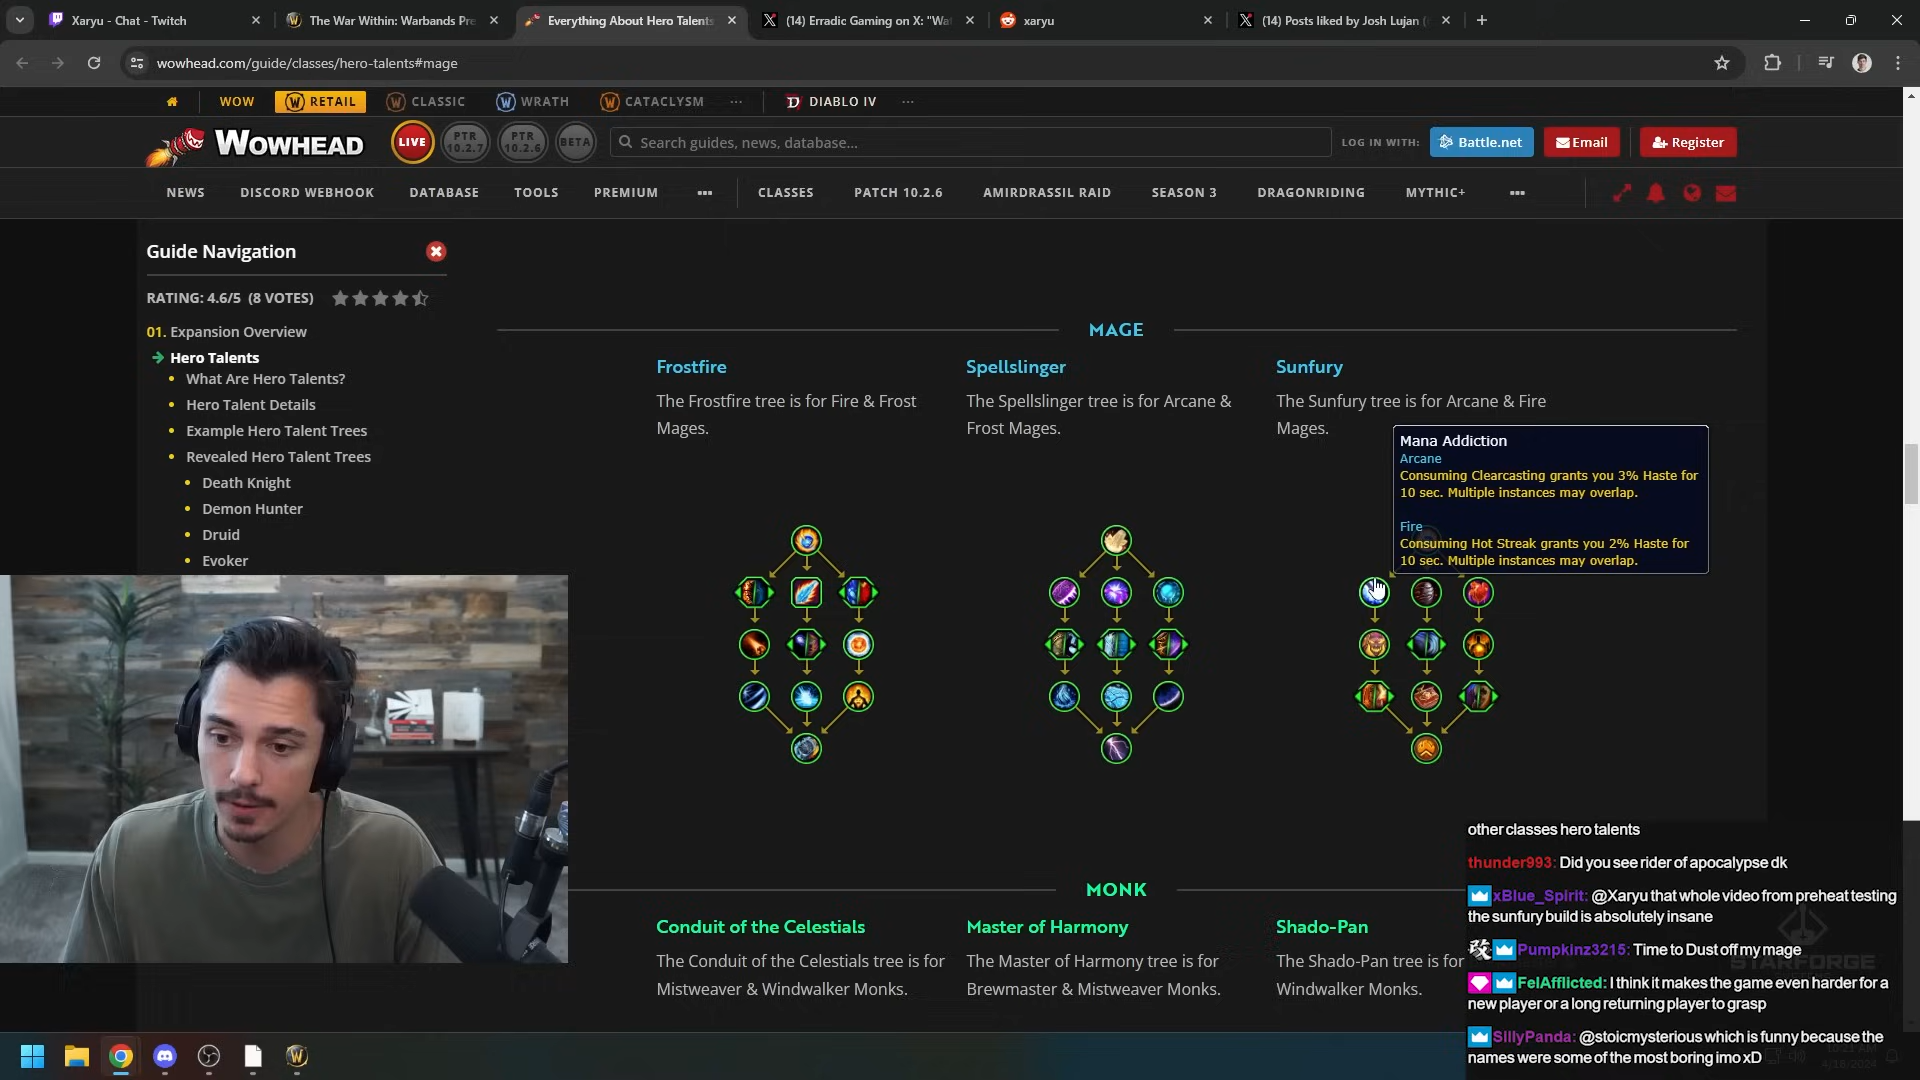 Xaryu - Chat - Twitch
The War Within: Warbands Pre
Everything About Hero Talents
(14) Erradic Gaming on X: "Wa
xaryu
(14) Posts liked by Josh Lujan (
wowhead.com/guide/classes/hero-talents#mage
WOW
RETAIL
CLASSIC
WRATH
CATACLYSM
DIABLO IV
WOWHEAD
LIVE
PTR 10.2.7
PTR 10.2.6
BETA
Search guides, news, database...
LOG IN WITH:
Battle.net
Email
Register
NEWS
DISCORD WEBHOOK
DATABASE
TOOLS
PREMIUM
CLASSES
PATCH 10.2.6
AMIRDRASSIL RAID
SEASON 3
DRAGONRIDING
MYTHIC+
Guide Navigation
RATING: 4.6/5 (8 VOTES)
01. Expansion Overview
Hero Talents
What Are Hero Talents?
Hero Talent Details
Example Hero Talent Trees
Revealed Hero Talent Trees
Death Knight
Demon Hunter
Druid
Evoker
MAGE
Frostfire
The Frostfire tree is for Fire & Frost
Mages.
Spellslinger
The Spellslinger tree is for Arcane &
Frost Mages.
Sunfury
The Sunfury tree is for Arcane & Fire
Mages.
Mana Addiction
Arcane
Consuming Clearcasting grants you 3% Haste for
10 sec. Multiple instances may overlap.
Fire
Consuming Hot Streak grants you 2% Haste for
10 sec. Multiple instances may overlap.
MONK
Conduit of the Celestials
The Conduit of the Celestials tree is for
Mistweaver & Windwalker Monks.
Master of Harmony
The Master of Harmony tree is for
Brewmaster & Mistweaver Monks.
Shado-Pan
The Shado-Pan tree is for
Windwalker Monks.
other classes hero talents
thunder993: Did you see rider of apocalypse dk
xBlue_Spirit: @Xaryu that whole video from preheat testing
the sunfury build is absolutely insane
Pumpkinz3215: Time to Dust off my mage
STARFORGE
FelAfflicted: I think it makes the game even harder for a
new player or a long returning player to grasp
SillyPanda: @stoicmysterious which is funny because the
names were some of the most boring imo xD